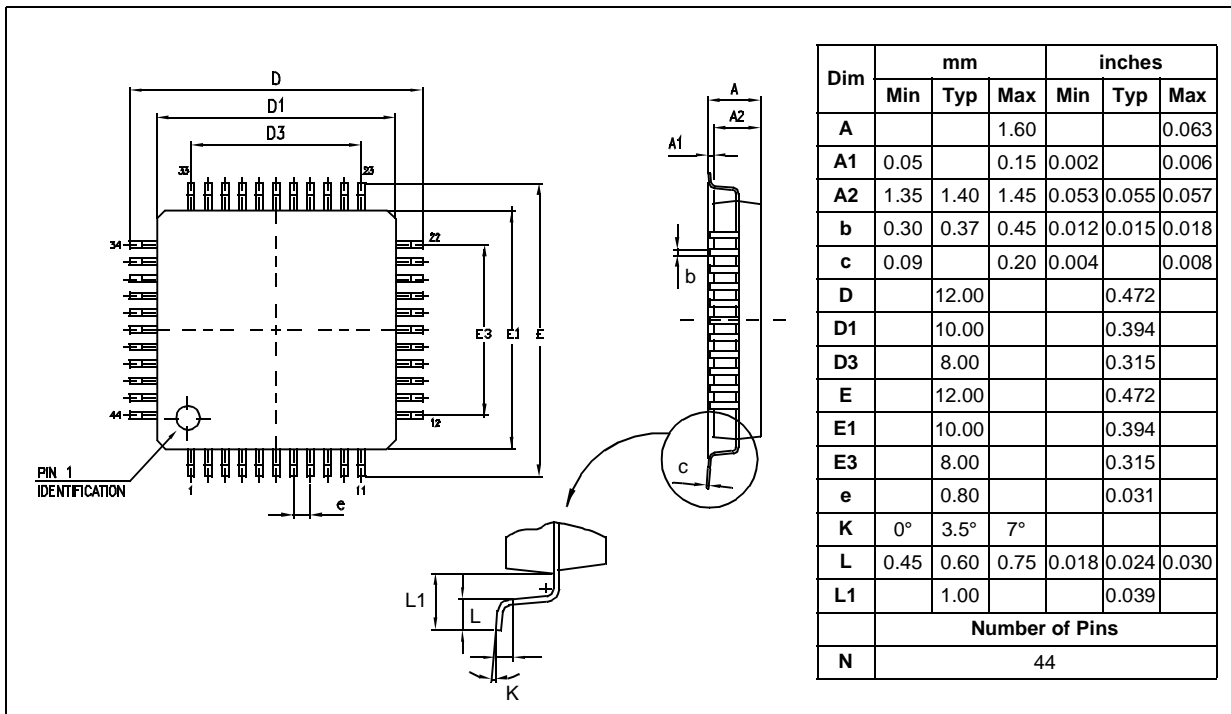 D
D1
D3
33
23
34
22
E3
E1
E
44
12
PIN 1
IDENTIFICATION
1
11
e
A
A2
A1
b
c
L1
L
K
Dim mm inches
Min Typ Max Min Typ Max
A 1.60 0.063
A1 0.05 0.15 0.002 0.006
A2 1.35 1.40 1.45 0.053 0.055 0.057
b 0.30 0.37 0.45 0.012 0.015 0.018
c 0.09 0.20 0.004 0.008
D 12.00 0.472
D1 10.00 0.394
D3 8.00 0.315
E 12.00 0.472
E1 10.00 0.394
E3 8.00 0.315
e 0.80 0.031
K 0° 3.5° 7°
L 0.45 0.60 0.75 0.018 0.024 0.030
L1 1.00 0.039
Number of Pins
N 44